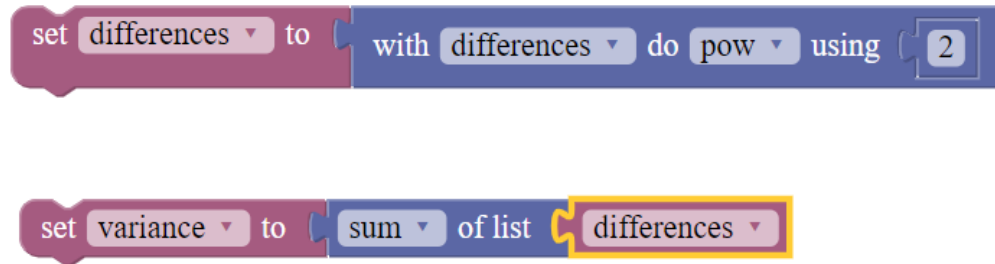 set differences to with differences do pow using 2
set variance to sum of list differences